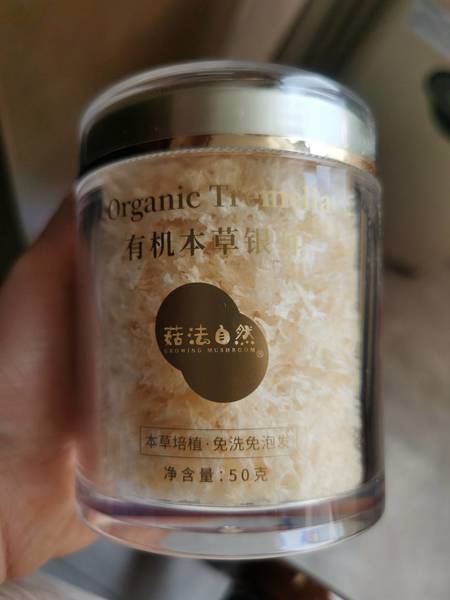 Organic Tremella
有机本草银耳
菇法自然
GROWING MUSHROOM®
本草培植·免洗免泡发
净含量:50克